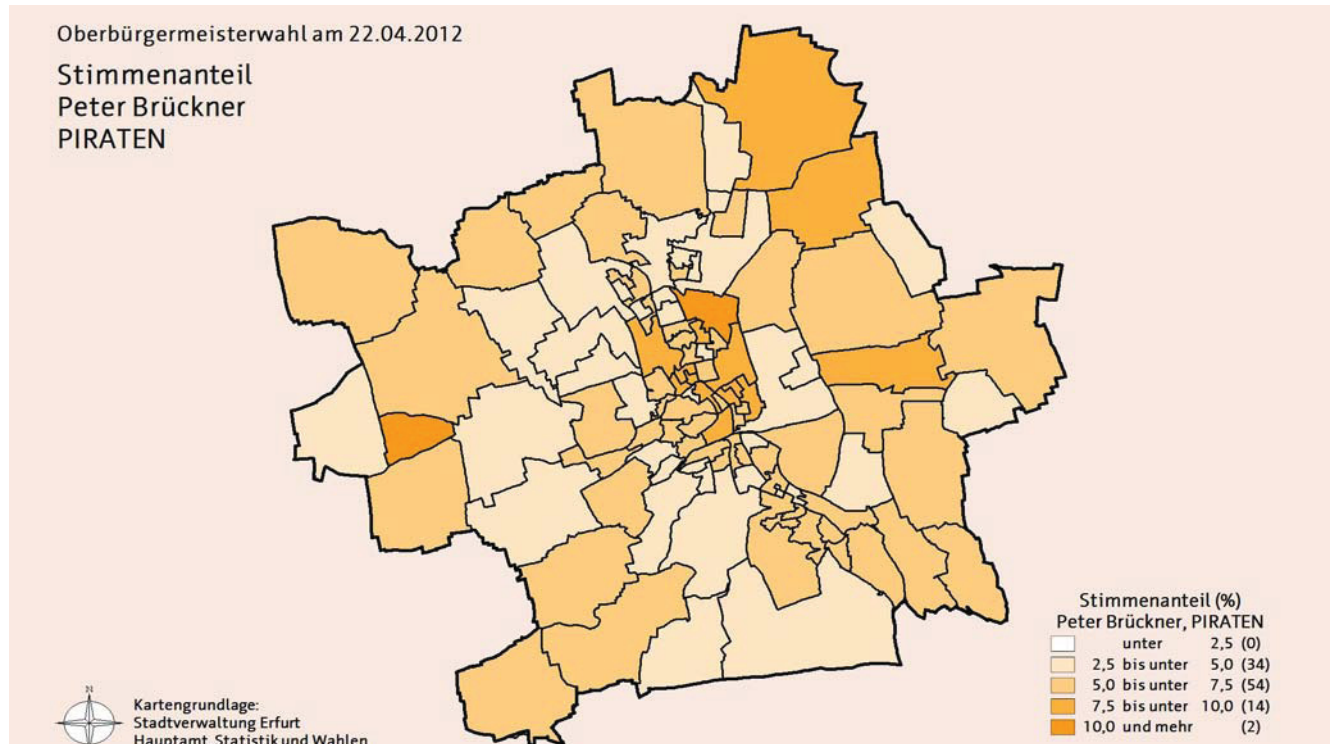 Oberbürgermeisterwahl am 22.04.2012
Stimmenanteil
Peter Brückner
PIRATEN
Stimmenanteil (%)
Peter Brückner, PIRATEN
unter 2,5 (0)
2,5 bis unter 5,0 (34)
5,0 bis unter 7,5 (54)
7,5 bis unter 10,0 (14)
10,0 und mehr (2)
N
Kartengrundlage:
Stadtverwaltung Erfurt
Hauptamt, Statistik und Wahlen